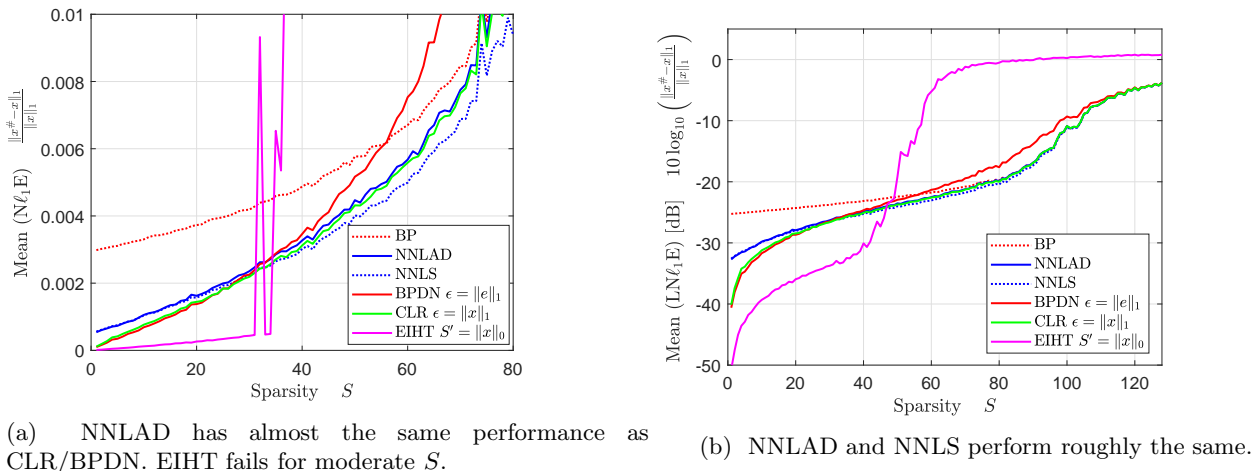 0.01
0.008
0.006
0.004
0.002
0
0 20 40 60 80
Mean (Nℓ₁E) ‖x^# − x‖₁ / ‖x‖₁
Sparsity S
BP
NNLAD
NNLS
BPDN ϵ = ‖e‖₁
CLR ϵ = ‖x‖₁
EIHT S′ = ‖x‖₀
(a) NNLAD has almost the same performance as
CLR/BPDN. EIHT fails for moderate S.
0
-10
-20
-30
-40
-50
0 20 40 60 80 100 120
Mean (LNℓ₁E) [dB] 10 log₁₀ (‖x^# − x‖₁ / ‖x‖₁)
Sparsity S
BP
NNLAD
NNLS
BPDN ϵ = ‖e‖₁
CLR ϵ = ‖x‖₁
EIHT S′ = ‖x‖₀
(b) NNLAD and NNLS perform roughly the same.